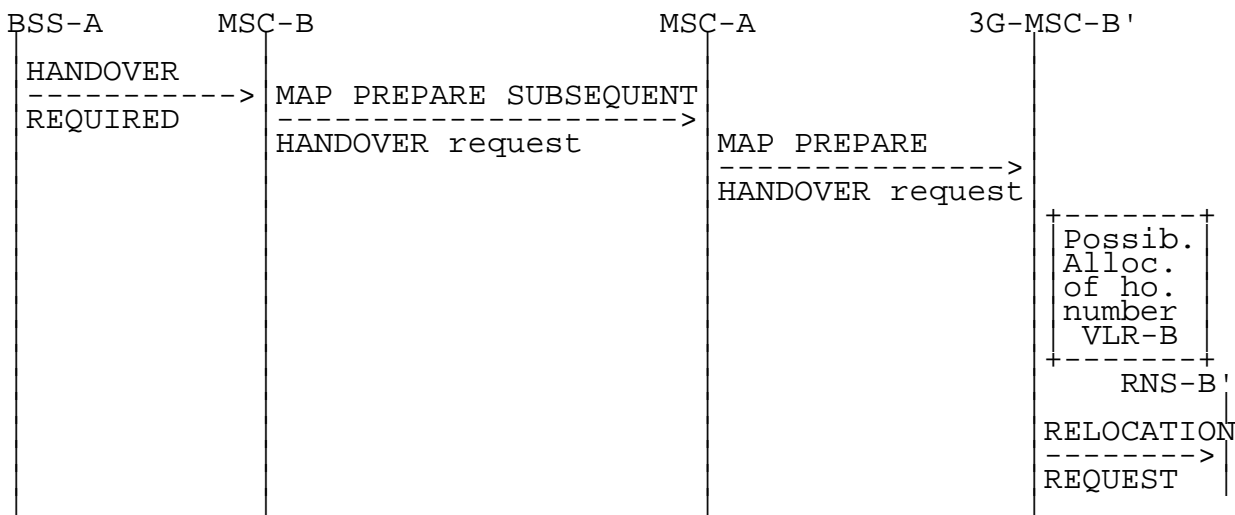 BSS-A MSC-B MSC-A 3G-MSC-B'
HANDOVER
REQUIRED
MAP PREPARE SUBSEQUENT
HANDOVER request
MAP PREPARE
HANDOVER request
Possib.
Alloc.
of ho.
number
VLR-B
RNS-B'
RELOCATION
REQUEST